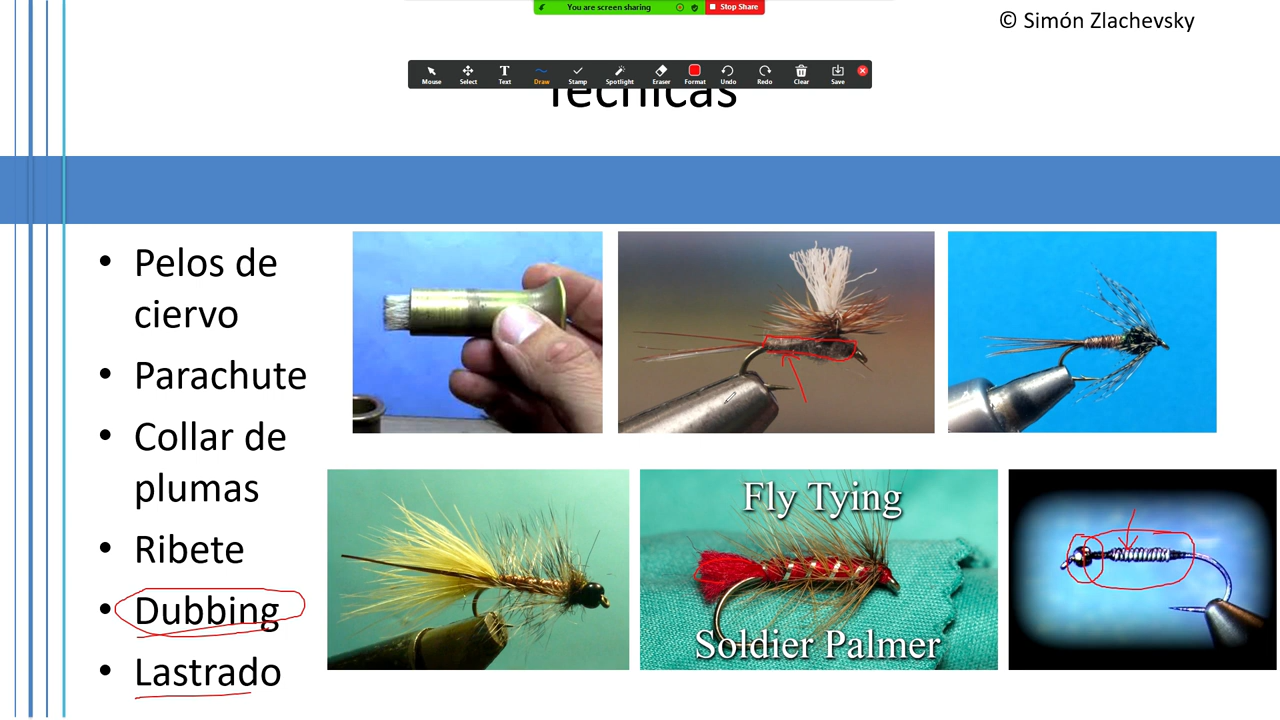 You are screen sharing
Stop Share
© Simón Zlachevsky
Mouse
Select
Text
Draw
Stamp
Spotlight
Eraser
Format
Undo
Redo
Clear
Save
Técnicas
• Pelos de
ciervo
• Parachute
• Collar de
plumas
• Ribete
• Dubbing
• Lastrado
Fly Tying
Soldier Palmer